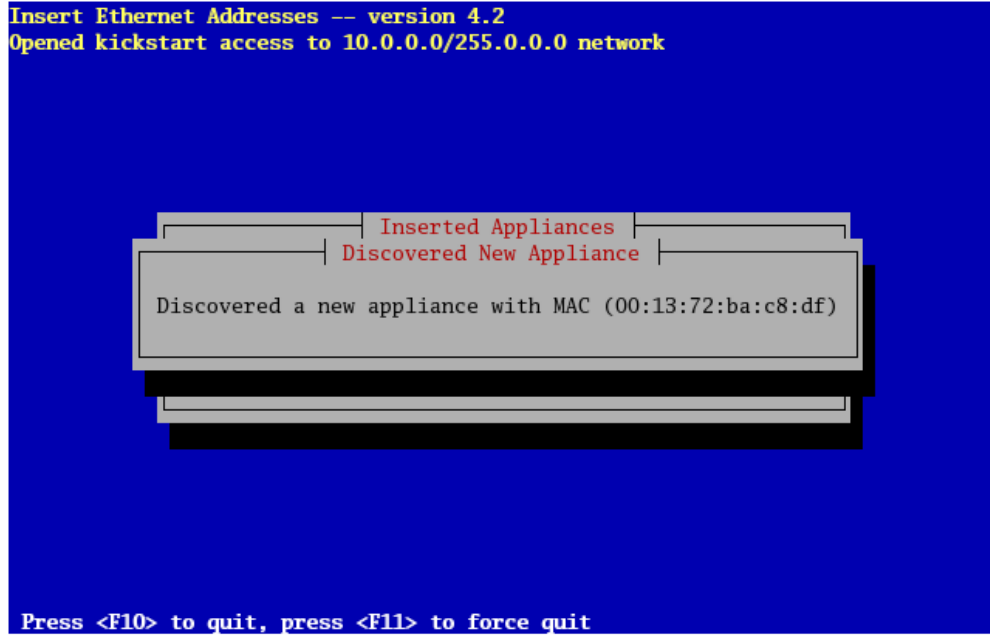 Insert Ethernet Addresses -- version 4.2
Opened kickstart access to 10.0.0.0/255.0.0.0 network
Inserted Appliances
Discovered New Appliance
Discovered a new appliance with MAC (00:13:72:ba:c8:df)
Press <F10> to quit, press <F11> to force quit